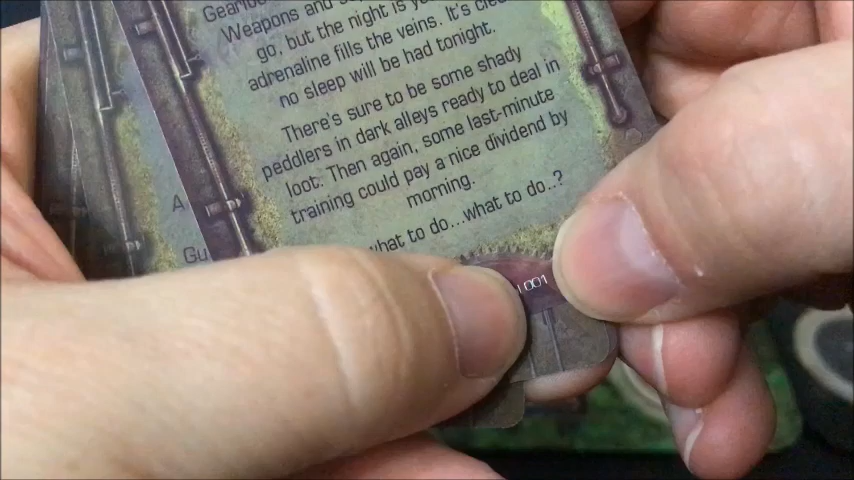 Weapons and
go, but the night is
adrenaline fills the veins. It's
no sleep will be had tonight.
There's sure to be some shady
peddlers in dark alleys ready to deal in
loot. Then again, some last-minute
training could pay a nice dividend by
morning.
what to do...what to do..?
001
A
Gu